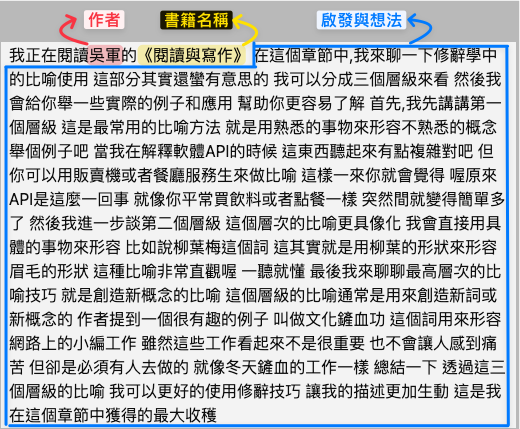 作者 書籍名稱 啟發與想法
我正在閱讀吳軍的《閱讀與寫作》 在這個章節中,我來聊一下修辭學中
的比喻使用 這部分其實還蠻有意思的 我可以分成三個層級來看 然後我
會給你舉一些實際的例子和應用 幫助你更容易了解 首先,我先講講第一
個層級 這是最常用的比喻方法 就是用熟悉的事物來形容不熟悉的概念
舉個例子吧 當我在解釋軟體API的時候 這東西聽起來有點複雜對吧 但
你可以用販賣機或者餐廳服務生來做比喻 這樣一來你就會覺得 喔原來
API是這麼一回事 就像你平常買飲料或者點餐一樣 突然間就變得簡單多
了 然後我進一步談第二個層級 這個層次的比喻更具像化 我會直接用具
體的事物來形容 比如說柳葉梅這個詞 這其實就是用柳葉的形狀來形容
眉毛的形狀 這種比喻非常直觀喔 一聽就懂 最後我來聊聊最高層次的比
喻技巧 就是創造新概念的比喻 這個層級的比喻通常是用來創造新詞或
新概念的 作者提到一個很有趣的例子 叫做文化鏟血功 這個詞用來形容
網路上的小編工作 雖然這些工作看起來不是很重要 也不會讓人感到痛
苦 但卻是必須有人去做的 就像冬天鏟血的工作一樣 總結一下 透過這三
個層級的比喻 我可以更好的使用修辭技巧 讓我的描述更加生動 這是我
在這個章節中獲得的最大收穫